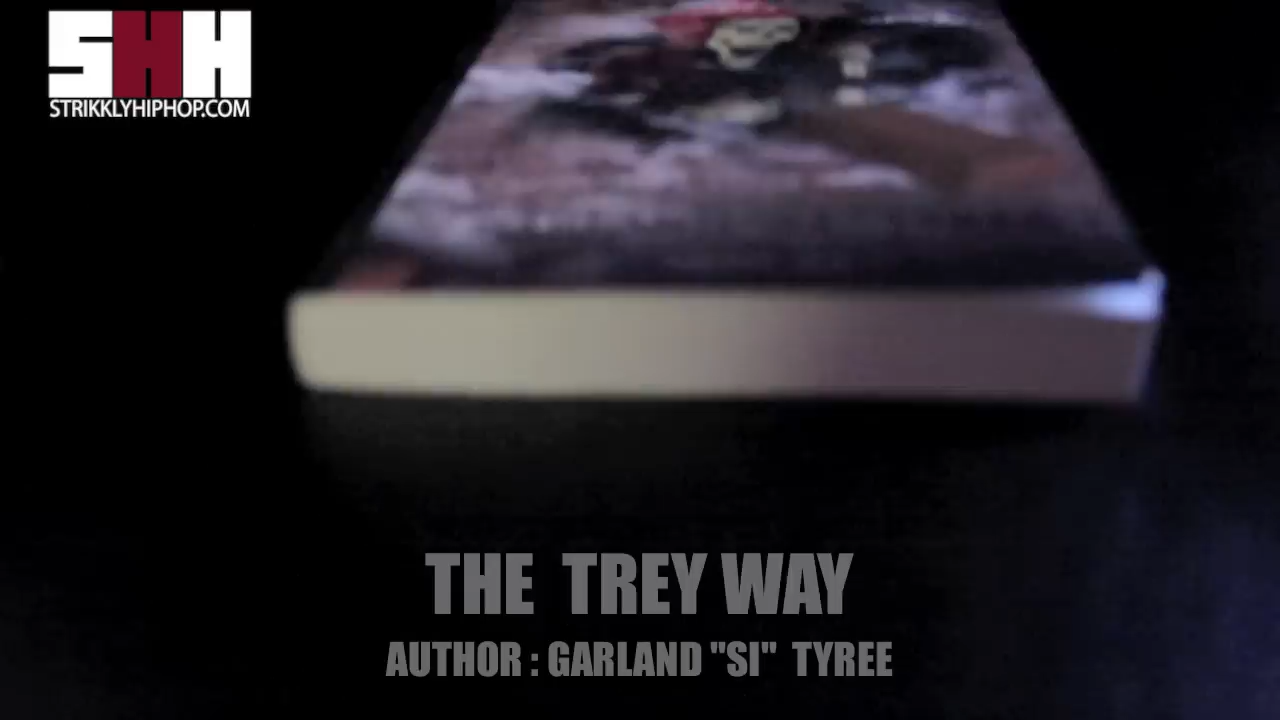 SHH
STRIKKLYHIPHOP.COM
THE TREY WAY
AUTHOR : GARLAND "SI" TYREE